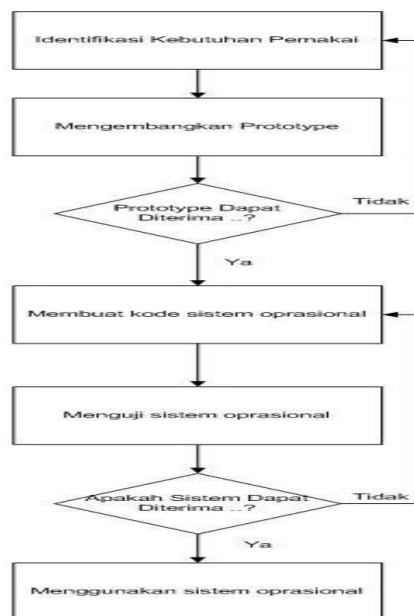 Identifikasi Kebutuhan Pemakai
Mengembangkan Prototype
Prototype Dapat
Diterima ..?
Tidak
Ya
Membuat kode sistem oprasional
Menguji sistem oprasional
Apakah Sistem Dapat
Diterima ..?
Tidak
Ya
Menggunakan sistem oprasional